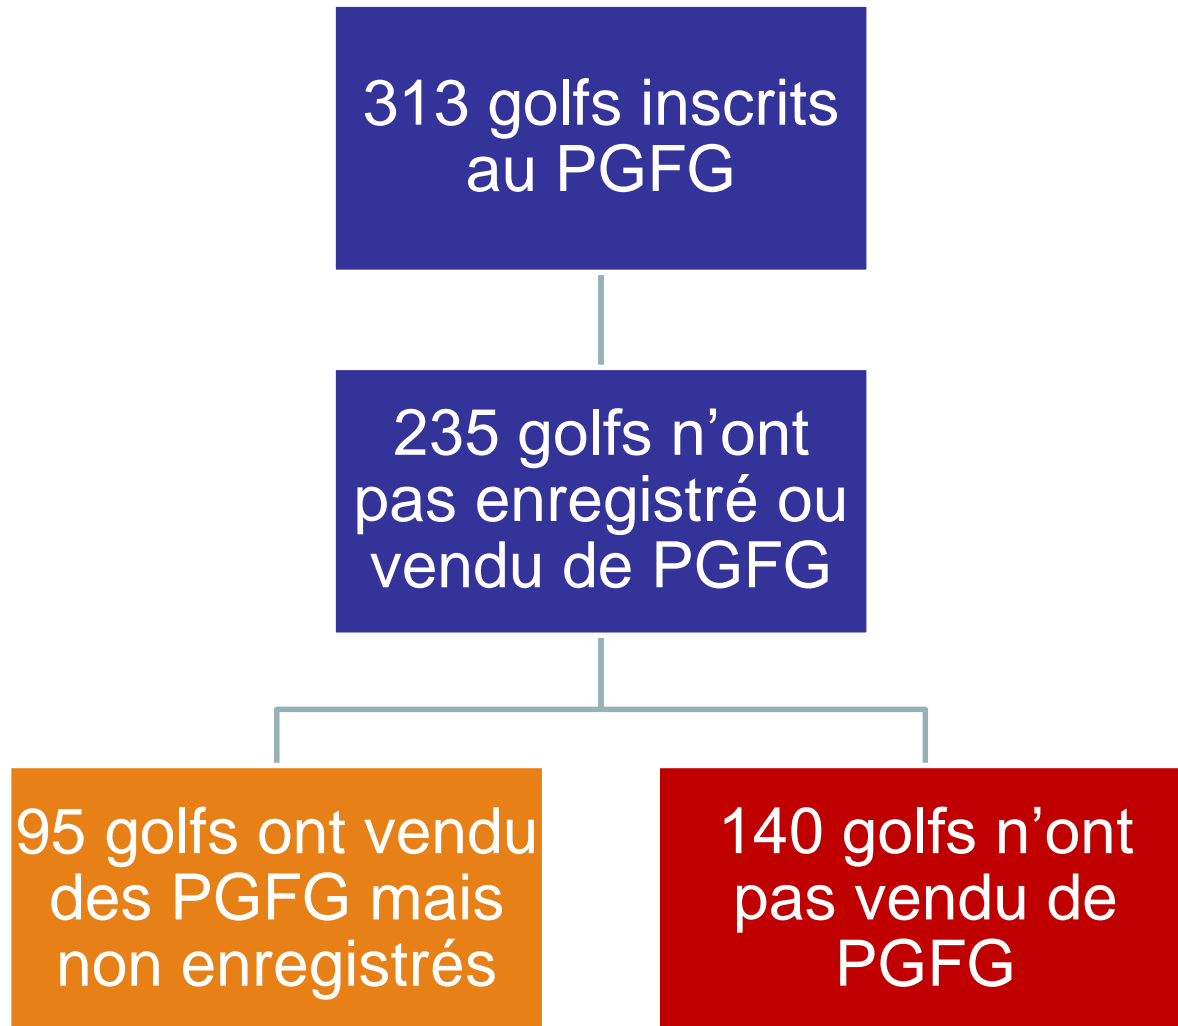 313 golfs inscrits
au PGFG
235 golfs n’ont
pas enregistré ou
vendu de PGFG
95 golfs ont vendu
des PGFG mais
non enregistrés
140 golfs n’ont
pas vendu de
PGFG